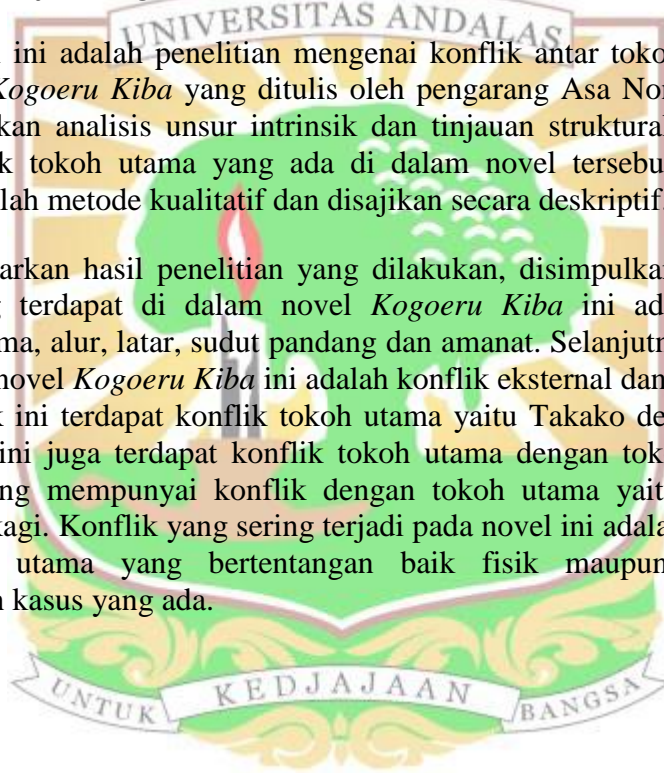 UNIVERSITAS ANDALAS
ini adalah penelitian mengenai konflik antar toko
Kogoeru Kiba yang ditulis oleh pengarang Asa Non
kan analisis unsur intrinsik dan tinjauan struktural
k tokoh utama yang ada di dalam novel tersebu
lah metode kualitatif dan disajikan secara deskriptif.
arkan hasil penelitian yang dilakukan, disimpulkan
g terdapat di dalam novel Kogoeru Kiba ini ad
ma, alur, latar, sudut pandang dan amanat. Selanjutn
novel Kogoeru Kiba ini adalah konflik eksternal dan
k ini terdapat konflik tokoh utama yaitu Takako de
ini juga terdapat konflik tokoh utama dengan tok
ng mempunyai konflik dengan tokoh utama yait
kagi. Konflik yang sering terjadi pada novel ini adala
utama yang bertentangan baik fisik maupun
n kasus yang ada.
UNTUK KEDJAJAAN BANGSA